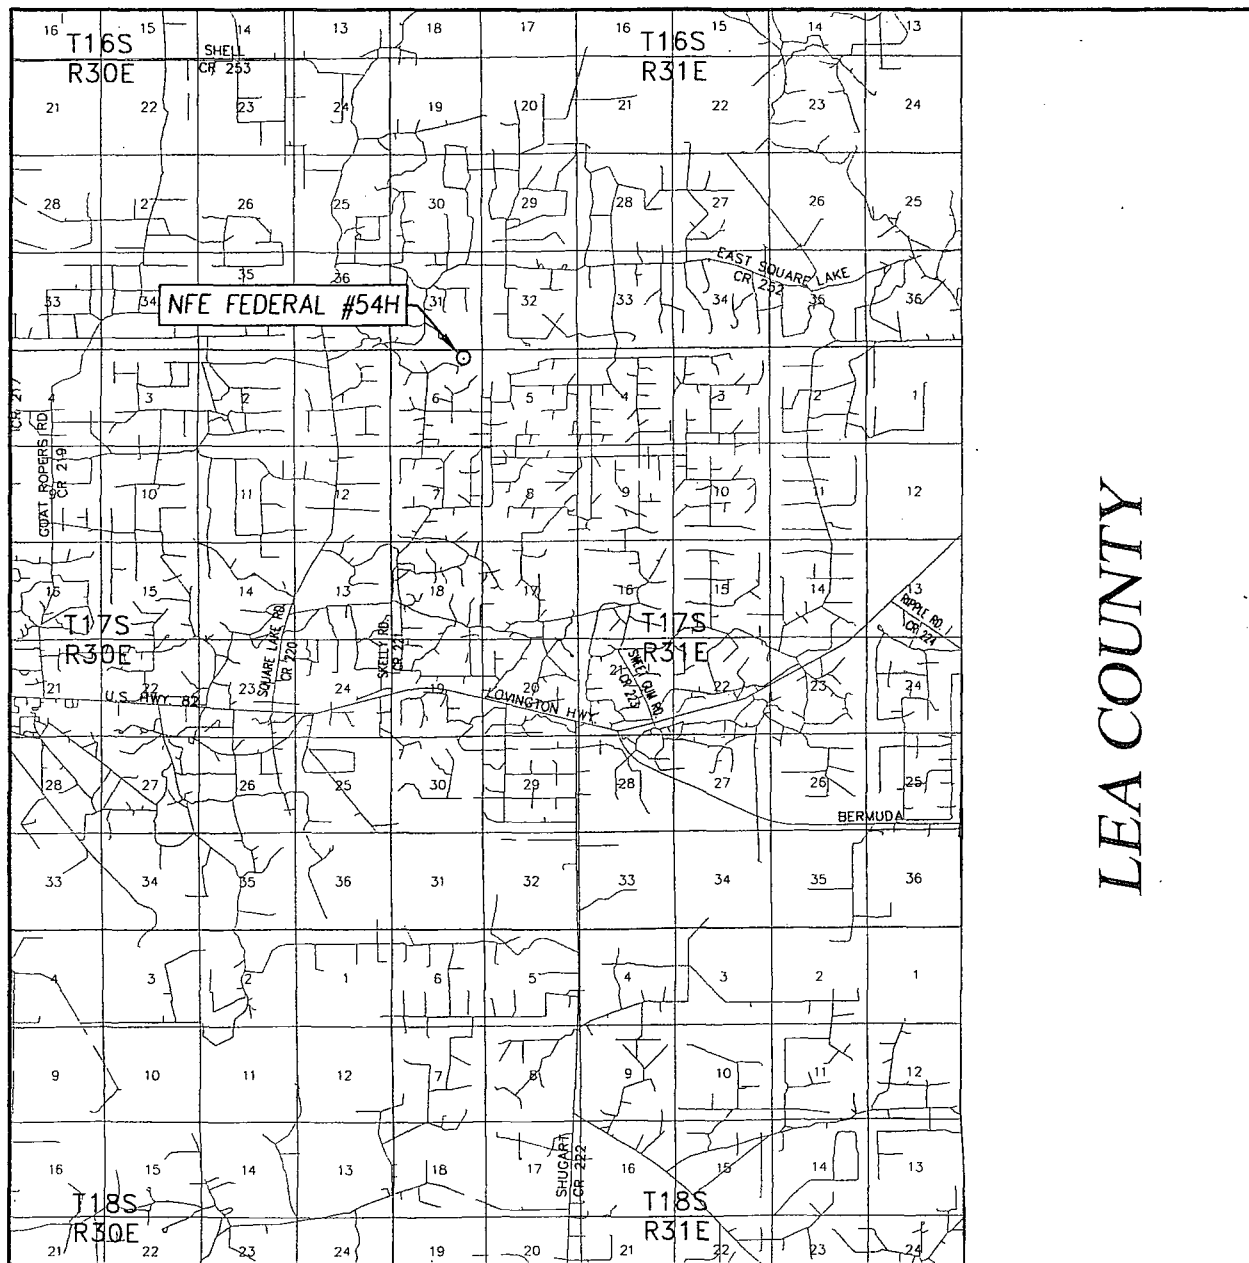 16 15 14 13 18 17 16 15 14 13
T16S T16S
R30E R31E
SHELL
CR 253
21 22 23 24 19 20 21 22 23 24
28 27 26 25 30 29 28 27 26 25
EAST SQUARE LAKE
CR 252
33 34 35 36 31 32 33 34 35 36
NFE FEDERAL #54H
CR. 217
4 3 2 6 5 4 3 2 1
GOAT ROPERS RD
CR 219
9 10 11 12 7 8 9 10 11 12
15 14 13 18 17 16 15 14 13
T17S T17S
R30E R31E
RIPPLE RD.
CR 224
SQUARE LAKE RD.
CR 220
SKELLY RD.
CR 221
SWEET GUM RD.
CR 223
21 22 23 24 19 20 21 22 23 24
U.S. HWY. 82
LOVINGTON HWY.
28 27 26 25 30 29 28 27 26 25
BERMUDA
33 34 35 36 31 32 33 34 35 36
4 3 2 1 6 5 4 3 2 1
9 10 11 12 7 8 9 10 11 12
SHUGART
CR 222
16 15 14 13 18 17 16 15 14 13
T18S T18S
R30E R31E
21 22 23 24 19 20 21 22 23 24
LEA COUNTY